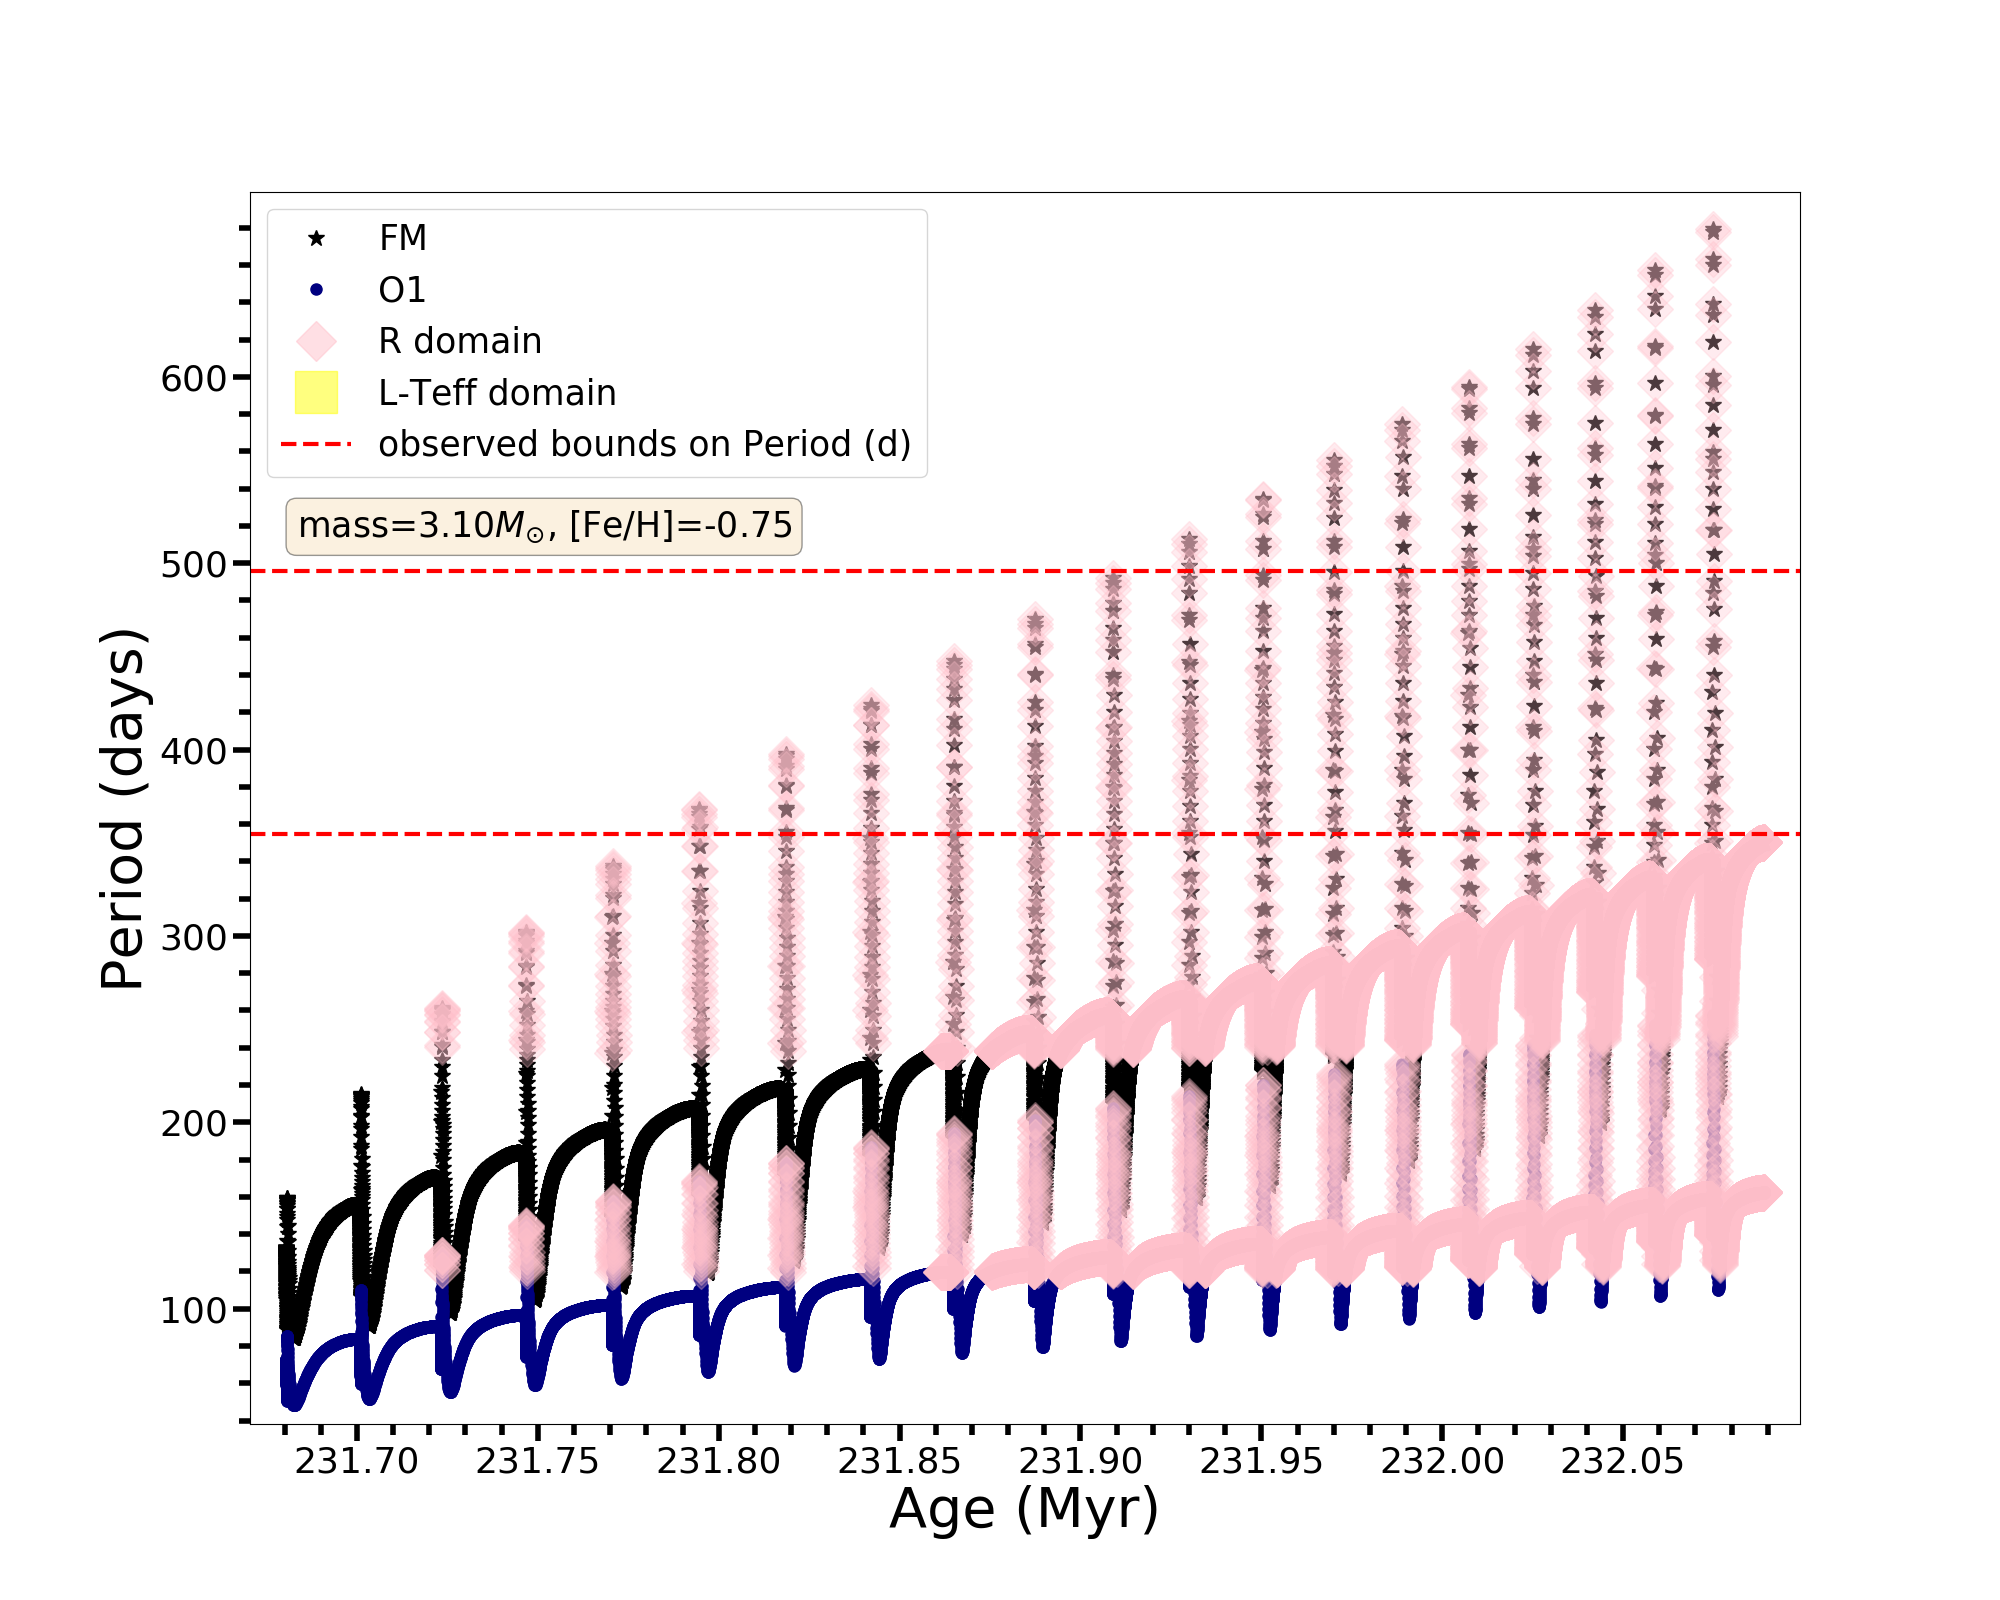 FM
O1
R domain
L-Teff domain
observed bounds on Period (d)
mass=3.10M☉, [Fe/H]=-0.75
Period (days)
600
500
400
300
200
100
231.70 231.75 231.80 231.85 231.90 231.95 232.00 232.05
Age (Myr)